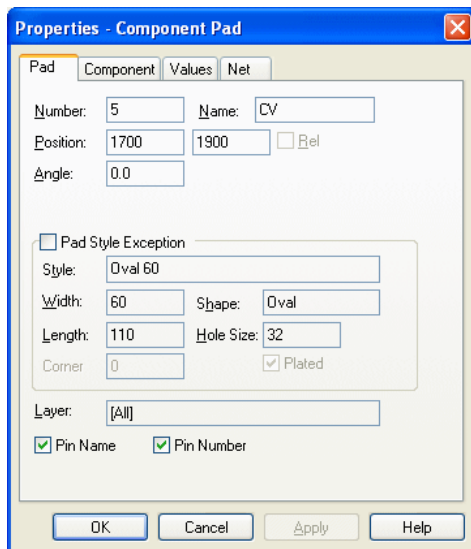 Properties - Component Pad
Pad Component Values Net
Number: 5 Name: CV
Position: 1700 1900 Rel
Angle: 0.0
Pad Style Exception
Style: Oval 60
Width: 60 Shape: Oval
Length: 110 Hole Size: 32
Corner 0 Plated
Layer: [All]
Pin Name Pin Number
OK Cancel Apply Help